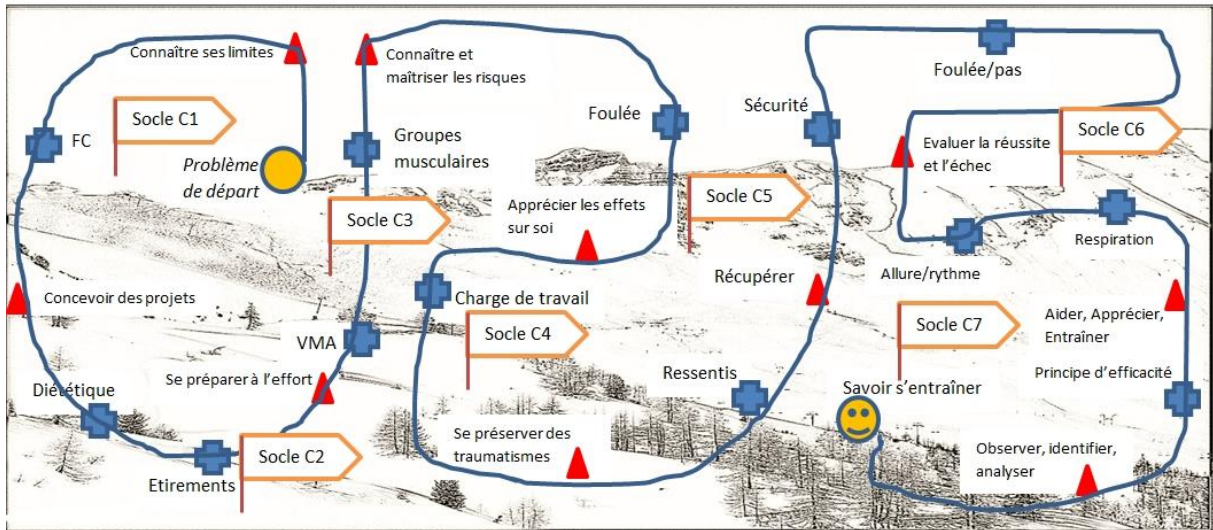 Connaître ses limites
Socle C1
FC
Problème
de départ
Concevoir des projets
Diététique
Etirements
Socle C2
Se préparer à l'effort
VMA
Socle C3
Groupes
musculaires
Connaître et
maîtriser les risques
Foulée
Apprécier les effets
sur soi
Charge de travail
Socle C4
Se préserver des
traumatismes
Ressentis
Récupérer
Socle C5
Sécurité
Foulée/pas
Socle C6
Evaluer la réussite
et l'échec
Allure/rythme
Respiration
Socle C7
Aider, Apprécier,
Entraîner
Principe d'efficacité
Observer, identifier,
analyser
Savoir s'entraîner